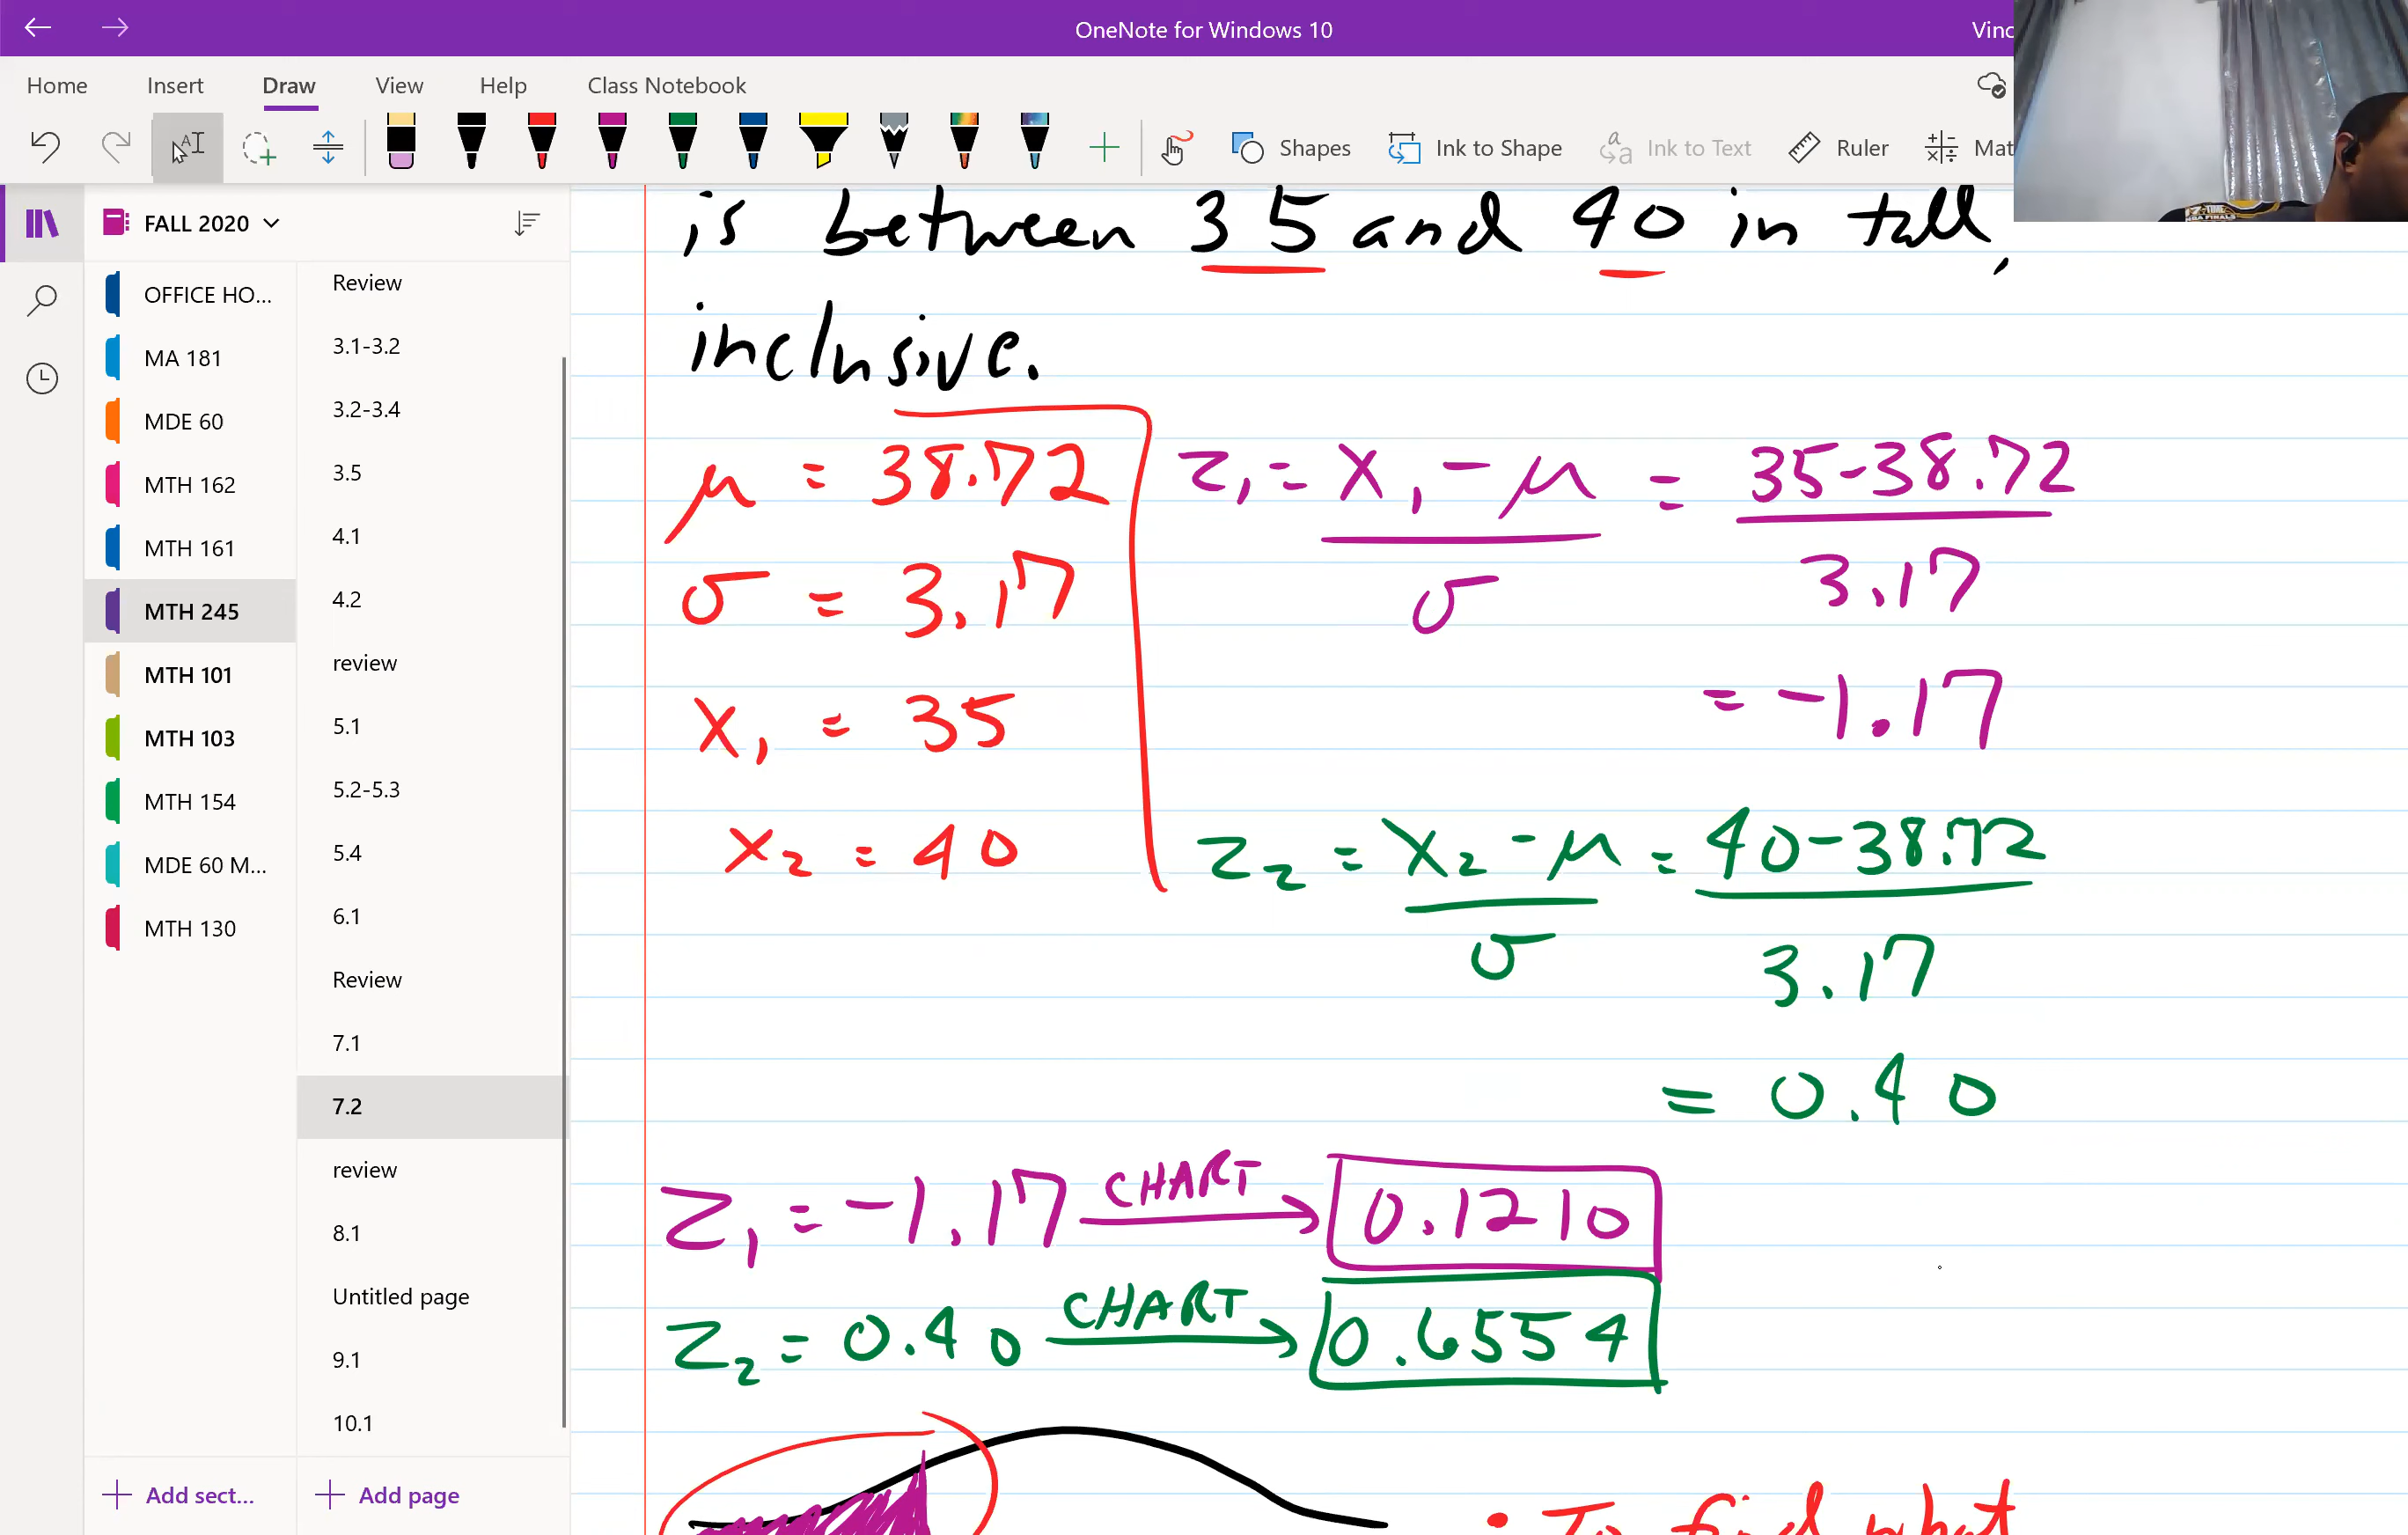 OneNote for Windows 10
Vinc
Home Insert Draw View Help Class Notebook
Shapes Ink to Shape Ink to Text Ruler Mat
FALL 2020
OFFICE HO...
MA 181
MDE 60
MTH 162
MTH 161
MTH 245
MTH 101
MTH 103
MTH 154
MDE 60 M...
MTH 130
Add sect...
Review
3.1-3.2
3.2-3.4
3.5
4.1
4.2
review
5.1
5.2-5.3
5.4
6.1
Review
7.1
7.2
review
8.1
Untitled page
9.1
10.1
Add page
is between 35 and 40 in tall,
inclusive.
μ = 38.72
σ = 3.17
x₁ = 35
x₂ = 40
z₁ = x₁ - μ = 35-38.72
σ 3.17
= -1.17
z₂ = x₂ - μ = 40-38.72
σ 3.17
= 0.40
z₁ = -1.17 CHART → 0.1210
z₂ = 0.40 CHART → 0.6554
• To find what